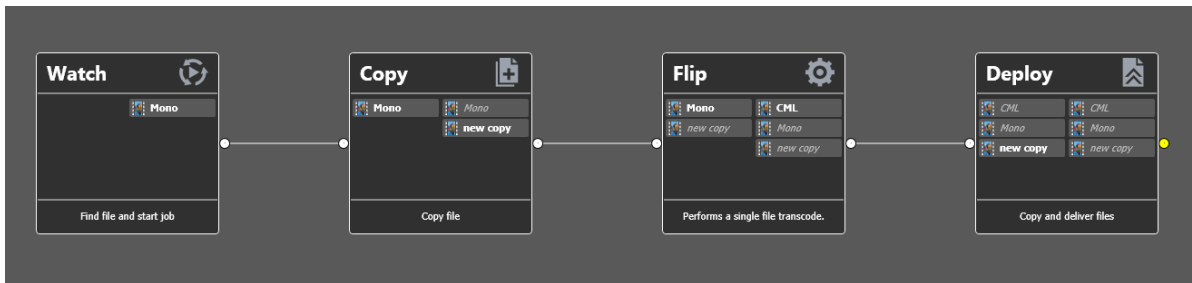 Watch
Mono
Find file and start job
Copy
Mono
Mono
new copy
Copy file
Flip
Mono
CML
new copy
Mono
new copy
Performs a single file transcode.
Deploy
CML
CML
Mono
Mono
new copy
new copy
Copy and deliver files